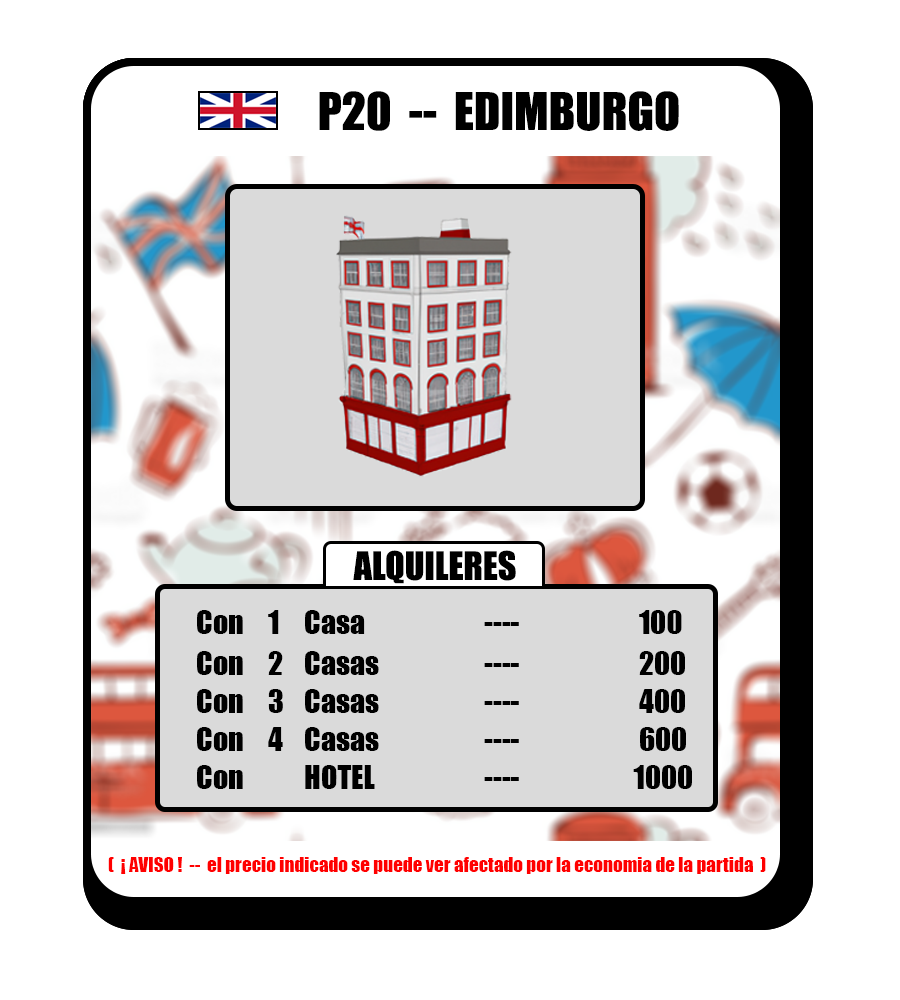 P20 -- EDIMBURGO
ALQUILERES
Con 1 Casa ---- 100
Con 2 Casas ---- 200
Con 3 Casas ---- 400
Con 4 Casas ---- 600
Con HOTEL ---- 1000
( ¡ AVISO ! -- el precio indicado se puede ver afectado por la economia de la partida )